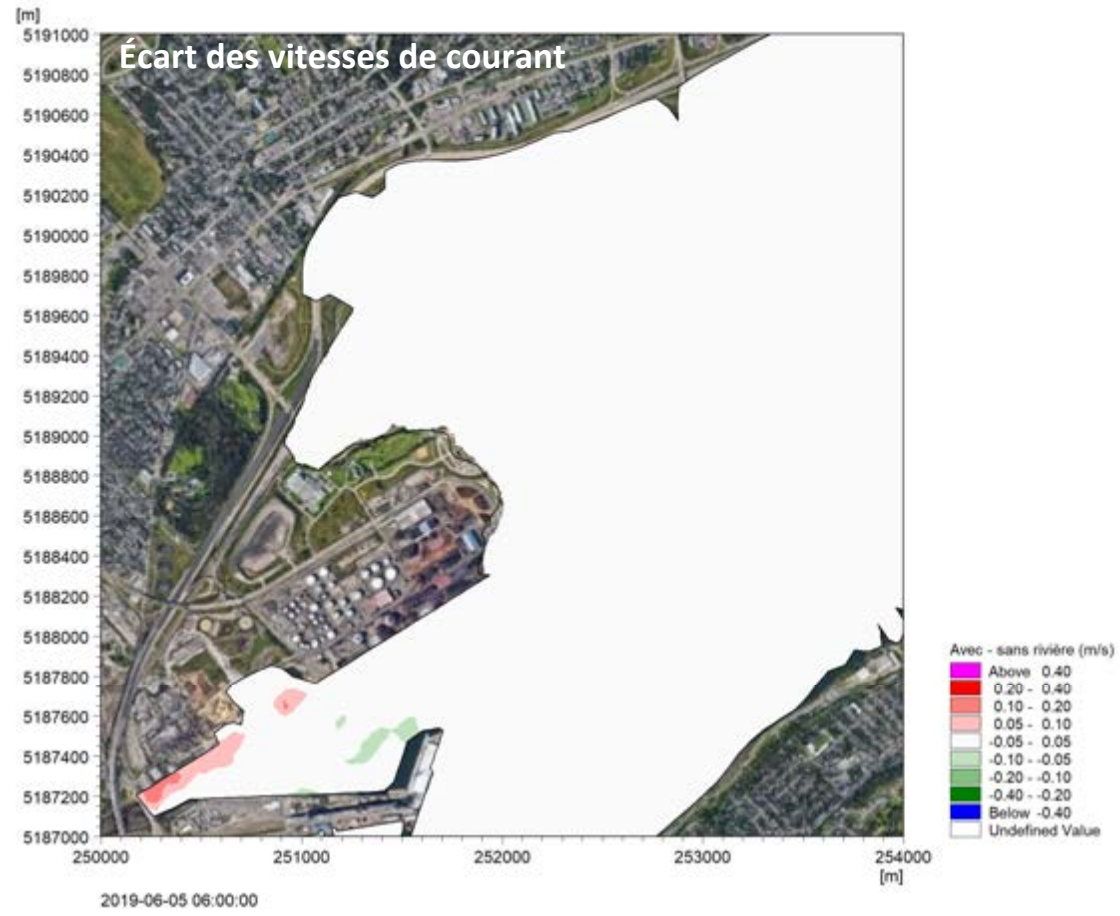 [m]
Écart des vitesses de courant
5191000
5190800
5190600
5190400
5190200
5190000
5189800
5189600
5189400
5189200
5189000
5188800
5188600
5188400
5188200
5188000
5187800
5187600
5187400
5187200
5187000
250000 251000 252000 253000 254000
[m]
2019-06-05 06:00:00
Avec - sans rivière (m/s)
Above 0.40
0.20 - 0.40
0.10 - 0.20
0.05 - 0.10
-0.05 - 0.05
-0.10 - -0.05
-0.20 - -0.10
-0.40 - -0.20
Below -0.40
Undefined Value